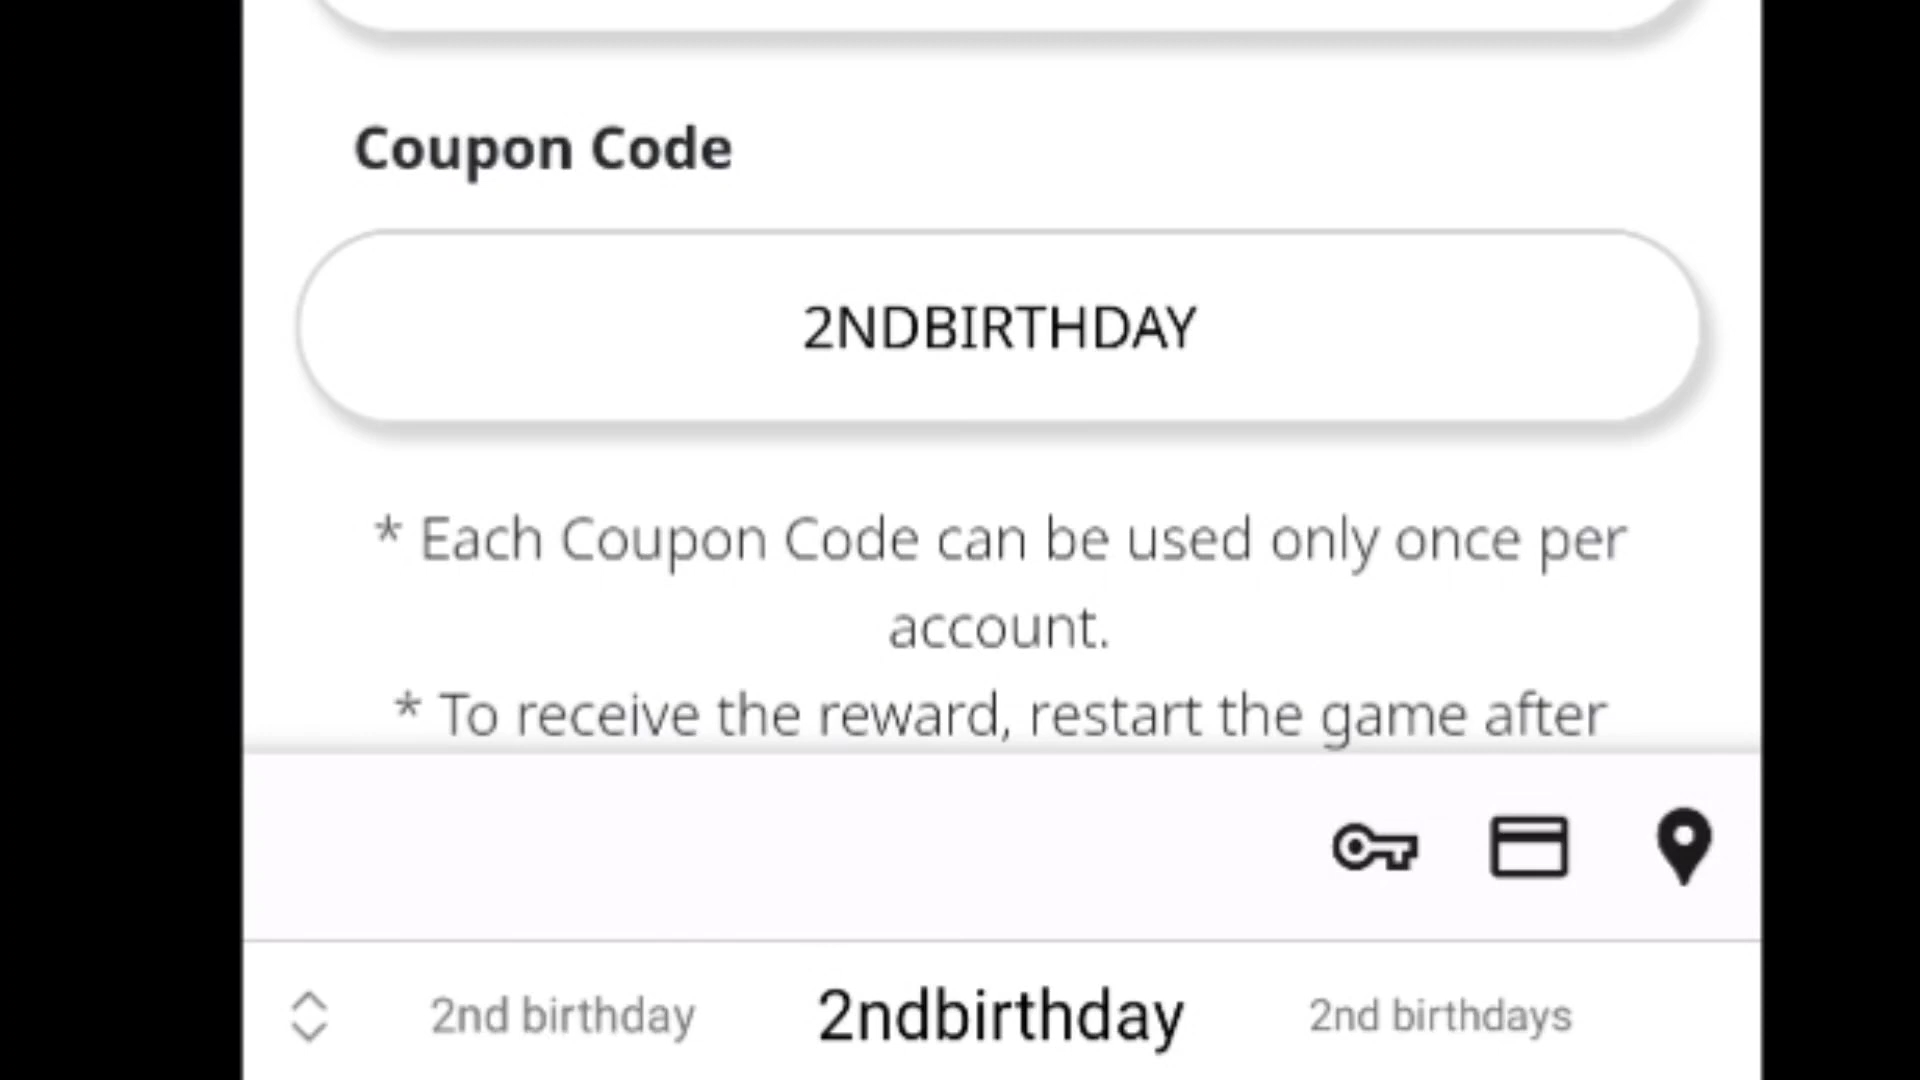 Coupon Code
2NDBIRTHDAY
* Each Coupon Code can be used only once per
account.
* To receive the reward, restart the game after
2nd birthday 2ndbirthday 2nd birthdays